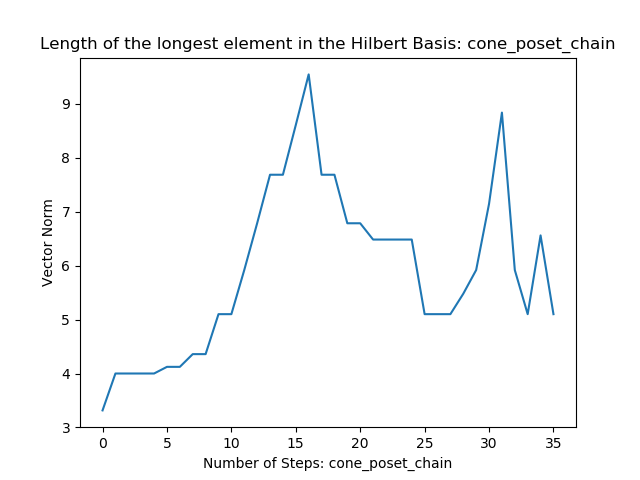 Length of the longest element in the Hilbert Basis: cone_poset_chain
9
8
7
6
5
4
3
Vector Norm
0 5 10 15 20 25 30 35
Number of Steps: cone_poset_chain